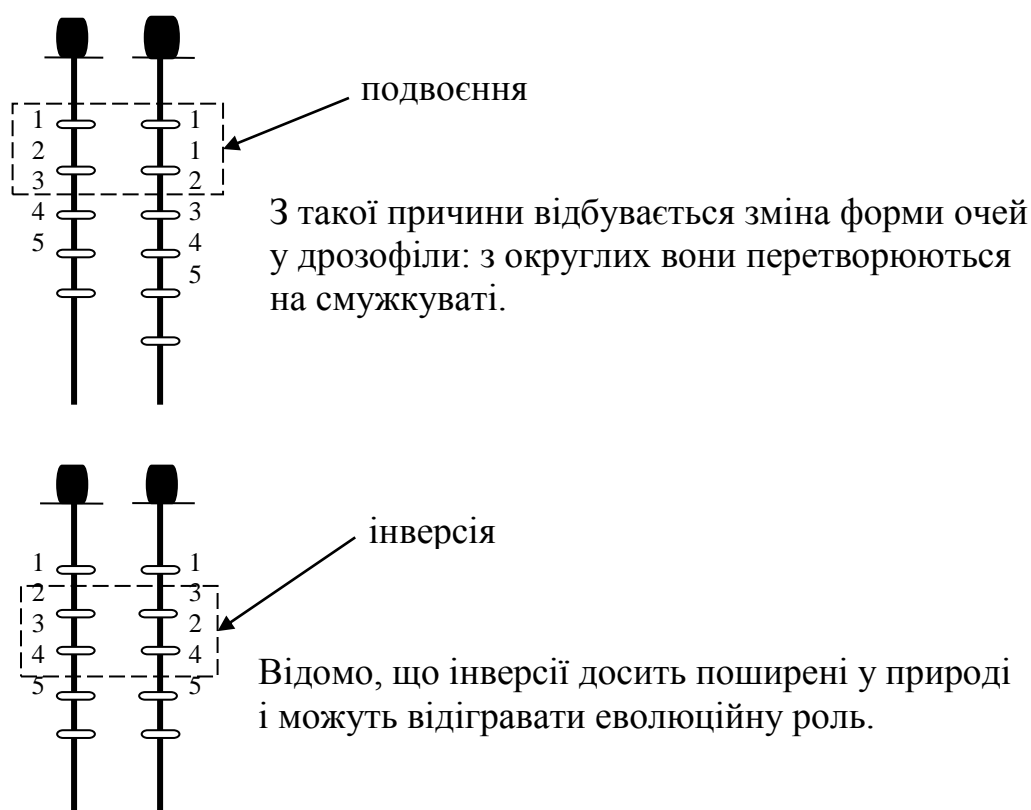 подвоєння
1 1
2 1
3 2
4 3
5 4
5
З такої причини відбувається зміна форми очей
у дрозофіли: з округлих вони перетворюються
на смужкуваті.
інверсія
1 1
2 3
3 2
4 4
5 5
Відомо, що інверсії досить поширені у природі
і можуть відігравати еволюційну роль.